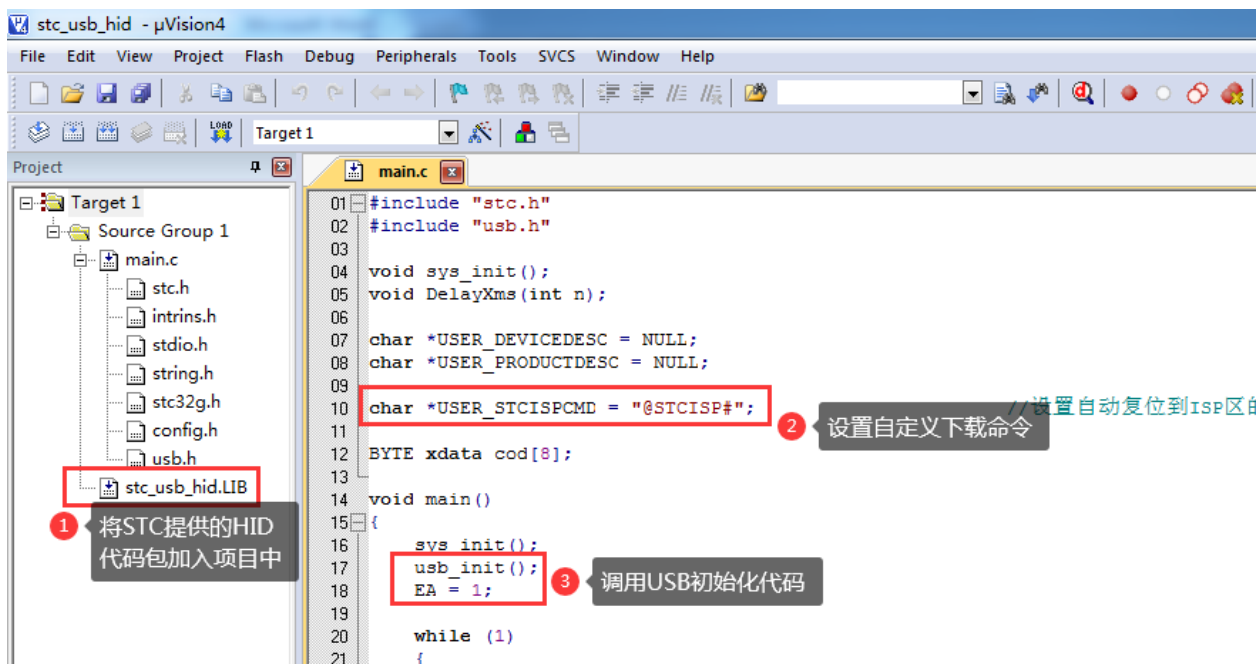 stc_usb_hid - µVision4
File Edit View Project Flash Debug Peripherals Tools SVCS Window Help
LOAD
Target 1
Project
main.c
Target 1
Source Group 1
main.c
stc.h
intrins.h
stdio.h
string.h
stc32g.h
config.h
usb.h
stc_usb_hid.LIB
1 将STC提供的HID
代码包加入项目中
01 #include "stc.h"
02 #include "usb.h"
03
04 void sys_init();
05 void DelayXms(int n);
06
07 char *USER_DEVICEDESC = NULL;
08 char *USER_PRODUCTDESC = NULL;
09
10 char *USER_STCISPCMD = "@STCISP#"; //设置自动复位到ISP区的
2 设置自定义下载命令
11
12 BYTE xdata cod[8];
13
14 void main()
15 {
16 sys_init();
17 usb_init();
18 EA = 1;
3 调用USB初始化代码
19
20 while (1)
21 {